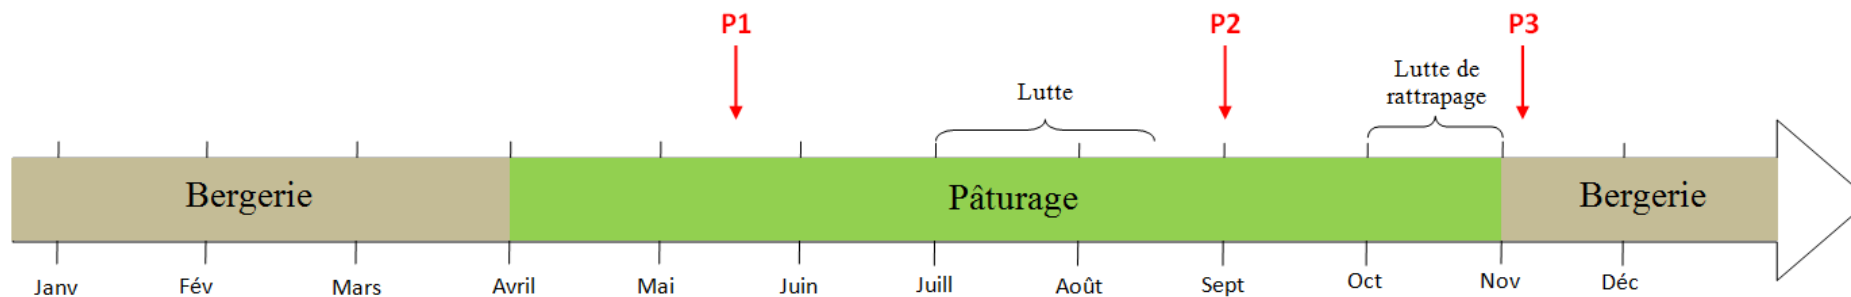 P1
P2
P3
Lutte
Lutte de
rattrapage
Bergerie
Pâturage
Bergerie
Janv
Fév
Mars
Avril
Mai
Juin
Juill
Août
Sept
Oct
Nov
Déc